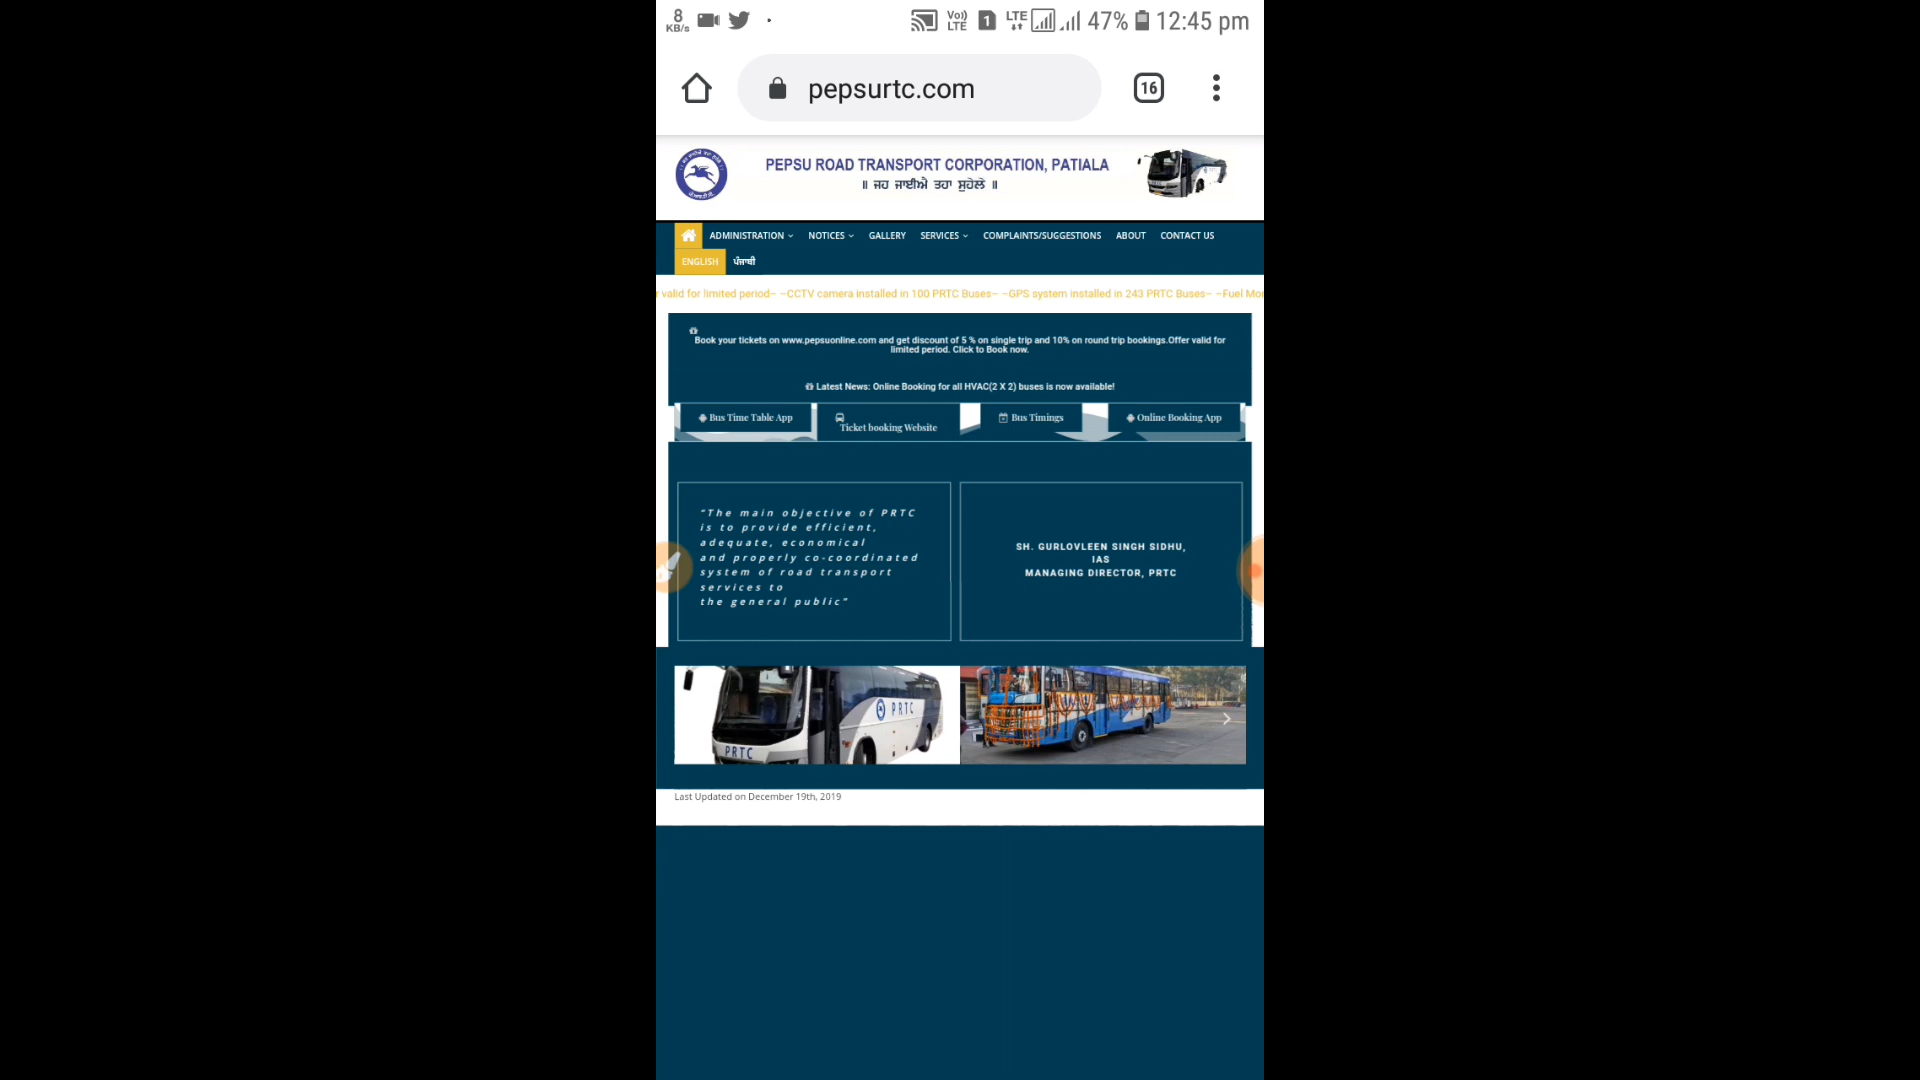 8
KB/s
Vo))
LTE
1
LTE
47%
12:45 pm
pepsurtc.com
16
PEPSU ROAD TRANSPORT CORPORATION, PATIALA
॥ ਜਹ ਜਾਈਐ ਤਹਾ ਸੁਹੇਲੇ ॥
ADMINISTRATION NOTICES GALLERY SERVICES COMPLAINTS/SUGGESTIONS ABOUT CONTACT US
ENGLISH ਪੰਜਾਬੀ
r valid for limited period– –CCTV camera installed in 100 PRTC Buses– –GPS system installed in 243 PRTC Buses– –Fuel Mor
Book your tickets on www.pepsuonline.com and get discount of 5 % on single trip and 10% on round trip bookings.Offer valid for
limited period. Click to Book now.
Latest News: Online Booking for all HVAC(2 X 2) buses is now available!
Bus Time Table App
Ticket booking Website
Bus Timings
Online Booking App
"The main objective of PRTC
is to provide efficient,
adequate, economical
and properly co-coordinated
system of road transport
services to
the general public"
SH. GURLOVLEEN SINGH SIDHU,
IAS
MANAGING DIRECTOR, PRTC
PRTC
PRTC
Last Updated on December 19th, 2019